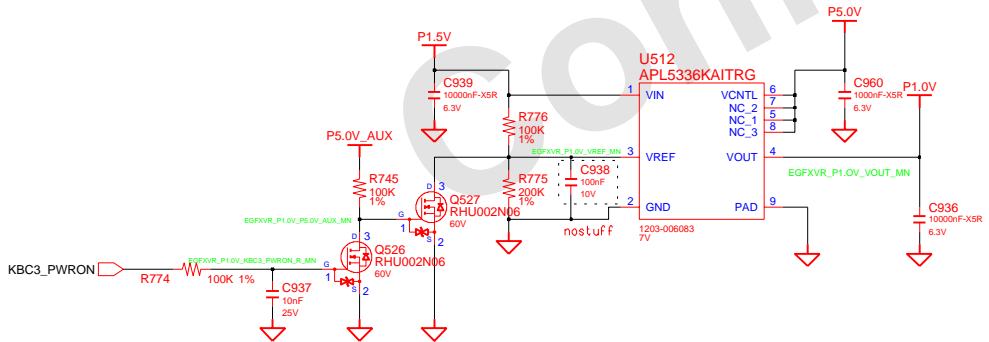 Com
P5.0V
P1.5V
U512
APL5336KAITRG
C939
10000nF-X5R
6.3V
1
VIN
VCNTL
6
NC_2
7
NC_1
5
NC_3
8
C960
10000nF-X5R
6.3V
P1.0V
R776
100K
1%
P5.0V_AUX
EGFXVR_P1.0V_VREF_MN
3
VREF
VOUT
4
EGFXVR_P1.0V_VOUT_MN
R745
100K
1%
D
3
Q527
RHU002N06
60V
R775
200K
1%
C938
100nF
10V
nostuff
2
GND
PAD
9
1203-006083
7V
C936
10000nF-X5R
6.3V
EGFXVR_P1.0V_P5.0V_AUX_MN
G
1
S
2
D
3
Q526
RHU002N06
60V
KBC3_PWRON
R774
100K 1%
EGFXVR_P1.0V_KBC3_PWRON_R_MN
G
1
S
2
C937
10nF
25V